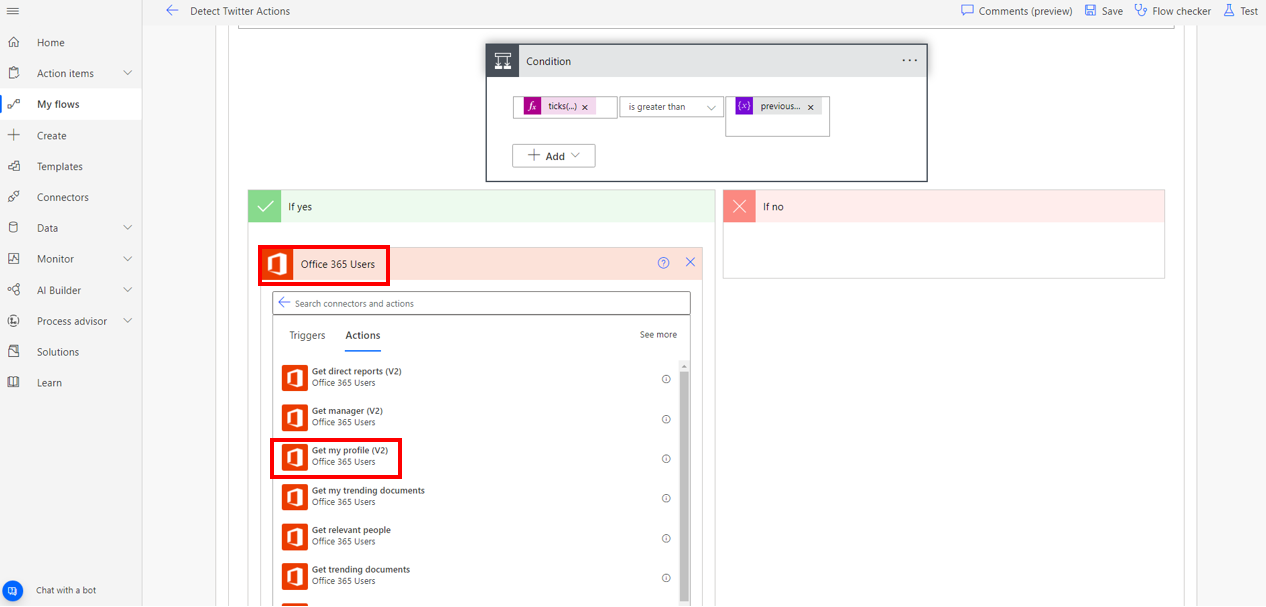 Detect Twitter Actions
Comments (preview)
Save
Flow checker
Test
Home
Action items
My flows
Create
Templates
Connectors
Data
Monitor
AI Builder
Process advisor
Solutions
Learn
Chat with a bot
Condition
fx ticks(...) ×
is greater than
{x} previous... ×
Add
If yes
If no
Office 365 Users
Search connectors and actions
Triggers
Actions
See more
Get direct reports (V2)
Office 365 Users
Get manager (V2)
Office 365 Users
Get my profile (V2)
Office 365 Users
Get my trending documents
Office 365 Users
Get relevant people
Office 365 Users
Get trending documents
Office 365 Users